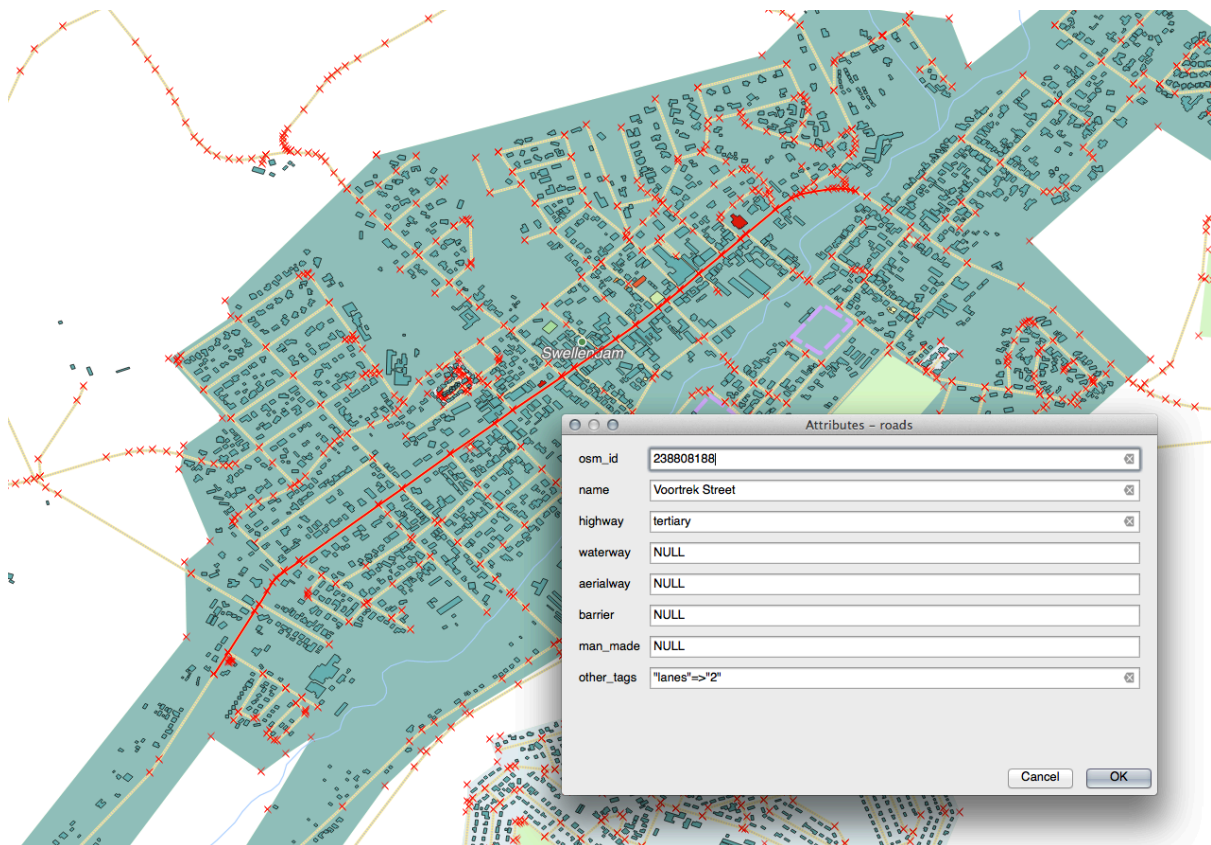 Swellendam
Attributes – roads
osm_id 238808188
name Voortrek Street
highway tertiary
waterway NULL
aerialway NULL
barrier NULL
man_made NULL
other_tags "lanes"=>"2"
Cancel OK